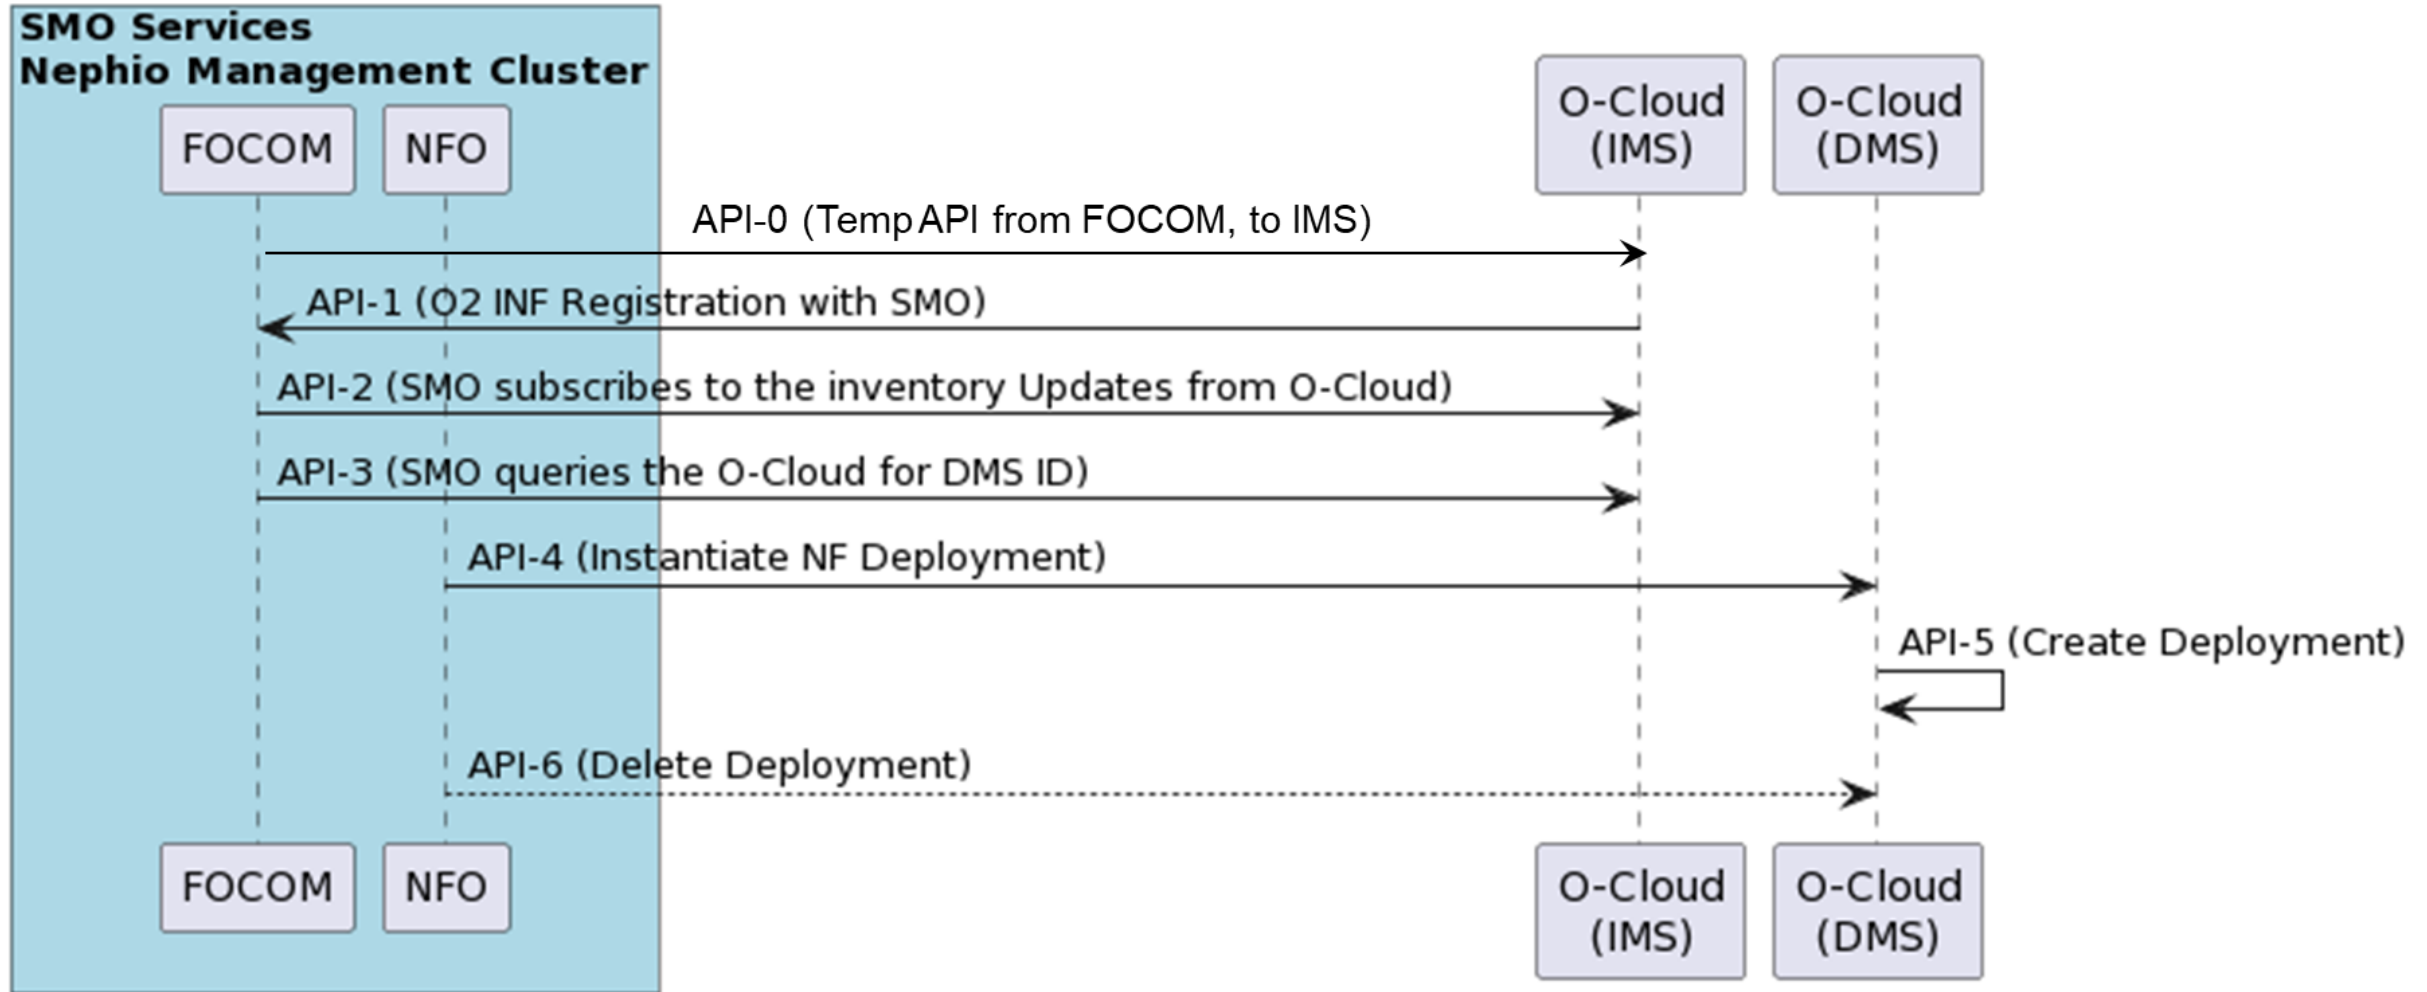 SMO Services
Nephio Management Cluster
FOCOM
NFO
O-Cloud
(IMS)
O-Cloud
(DMS)
API-0 (Temp API from FOCOM, to IMS)
API-1 (O2 INF Registration with SMO)
API-2 (SMO subscribes to the inventory Updates from O-Cloud)
API-3 (SMO queries the O-Cloud for DMS ID)
API-4 (Instantiate NF Deployment)
API-5 (Create Deployment)
API-6 (Delete Deployment)
FOCOM
NFO
O-Cloud
(IMS)
O-Cloud
(DMS)